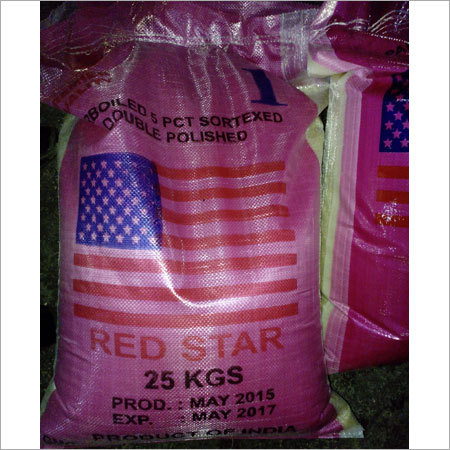 1
BOILED 5 PCT SORTEXED
DOUBLE POLISHED
RED STAR
25 KGS
PROD. : MAY 2015
EXP. MAY 2017
PRODUCT OF INDIA